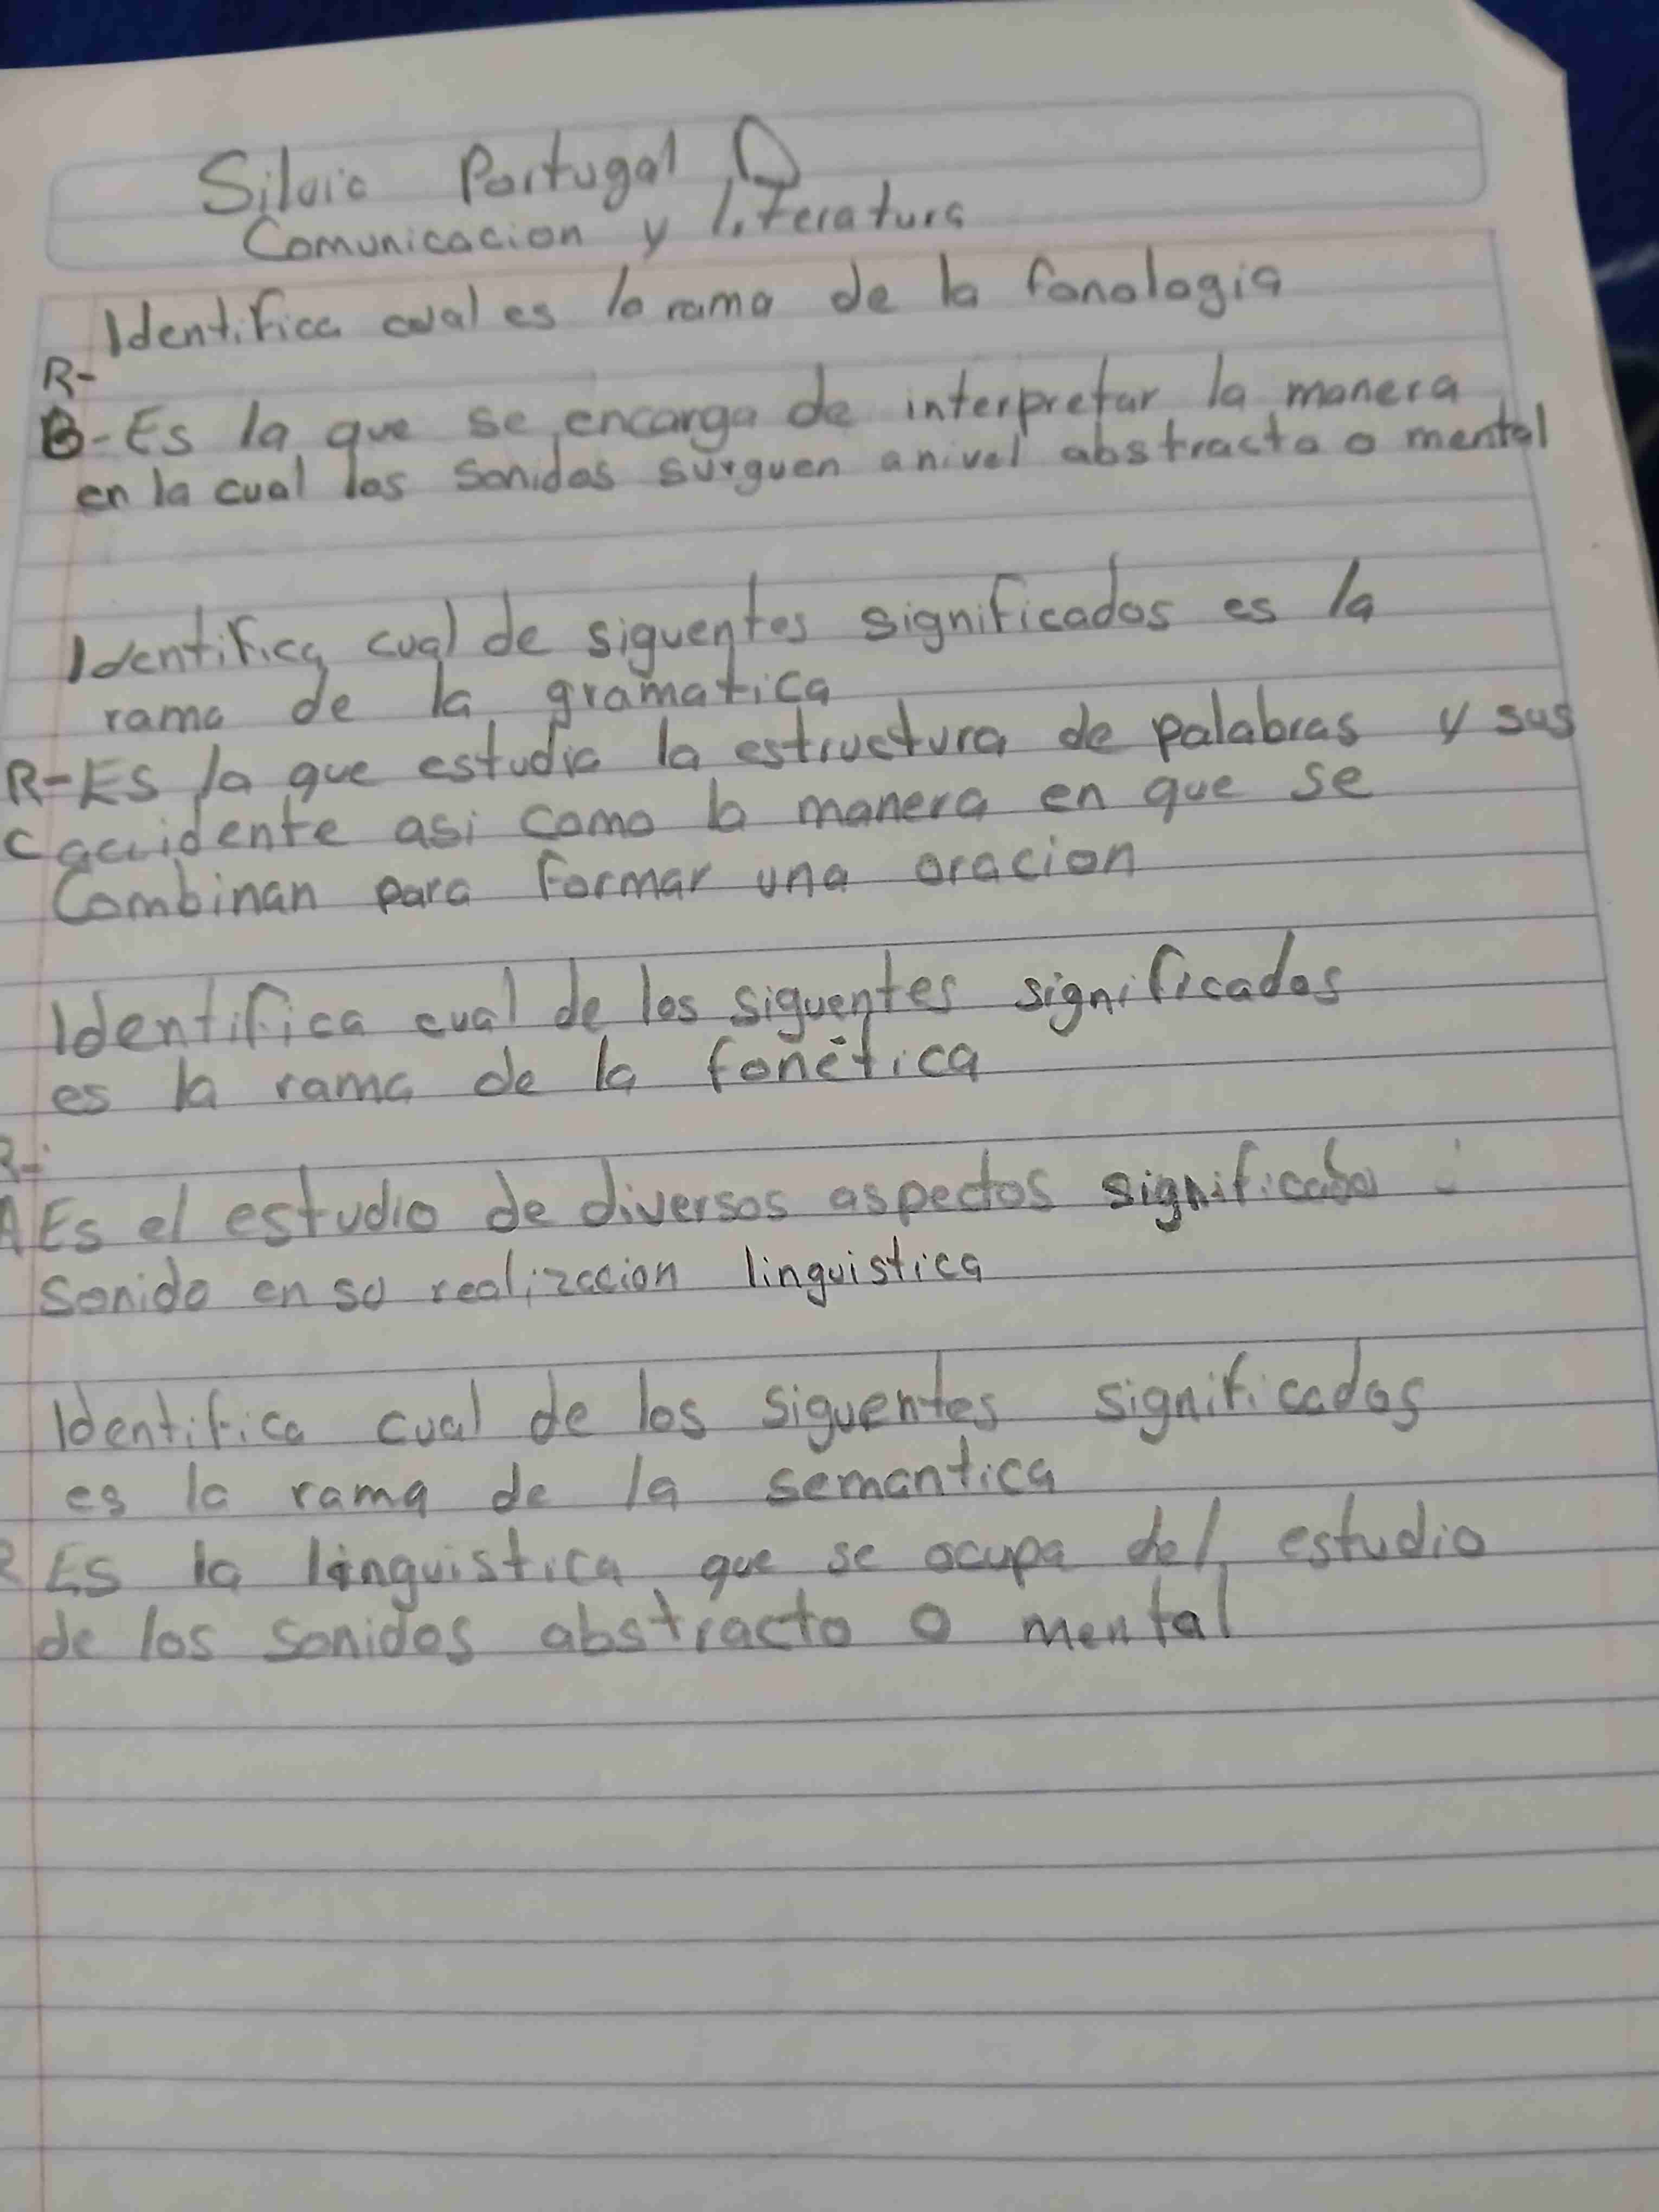 Silvia Portugal D
Comunicacion y literatura
Identifica cual es la rama de la fonologia
R-
B-Es la que se encarga de interpretar la manera
en la cual los sonidos surguen a nivel abstracto o mental
Identifica cual de siguentes significados es la
rama de la gramatica
R-Es la que estudia la estructura de palabras y sus
C accidente asi como la manera en que se
Combinan para formar una oracion
Identifica cual de los siguentes significados
es la rama de la fonética
R-
A Es el estudio de diversos aspectos significado
sonido en su realizacion linguistica
Identifica cual de los siguentes significados
es la rama de la semantica
R Es la linguistica que se ocupa del estudio
de los sonidos abstracto o mental